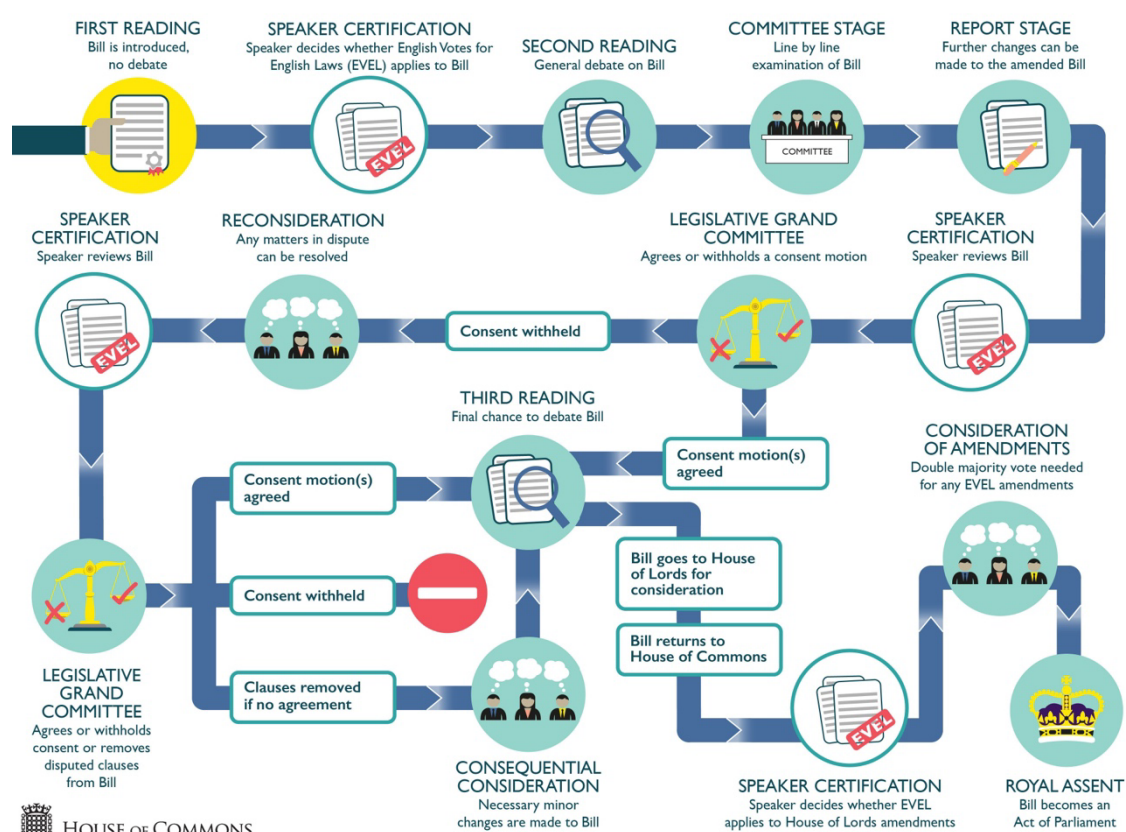 FIRST READING
Bill is introduced,
no debate
SPEAKER CERTIFICATION
Speaker decides whether English Votes for
English Laws (EVEL) applies to Bill
SECOND READING
General debate on Bill
COMMITTEE STAGE
Line by line
examination of Bill
REPORT STAGE
Further changes can be
made to the amended Bill
EVEL
COMMITTEE
SPEAKER
CERTIFICATION
Speaker reviews Bill
RECONSIDERATION
Any matters in dispute
can be resolved
LEGISLATIVE GRAND
COMMITTEE
Agrees or withholds a consent motion
SPEAKER
CERTIFICATION
Speaker reviews Bill
EVEL
Consent withheld
EVEL
THIRD READING
Final chance to debate Bill
CONSIDERATION
OF AMENDMENTS
Double majority vote needed
for any EVEL amendments
Consent motion(s)
agreed
Consent motion(s)
agreed
Bill goes to House
of Lords for
consideration
Consent withheld
Bill returns to
House of Commons
LEGISLATIVE
GRAND
COMMITTEE
Agrees or withholds
consent or removes
disputed clauses
from Bill
Clauses removed
if no agreement
EVEL
CONSEQUENTIAL
CONSIDERATION
Necessary minor
changes are made to Bill
SPEAKER CERTIFICATION
Speaker decides whether EVEL
applies to House of Lords amendments
ROYAL ASSENT
Bill becomes an
Act of Parliament
HOUSE OF COMMONS